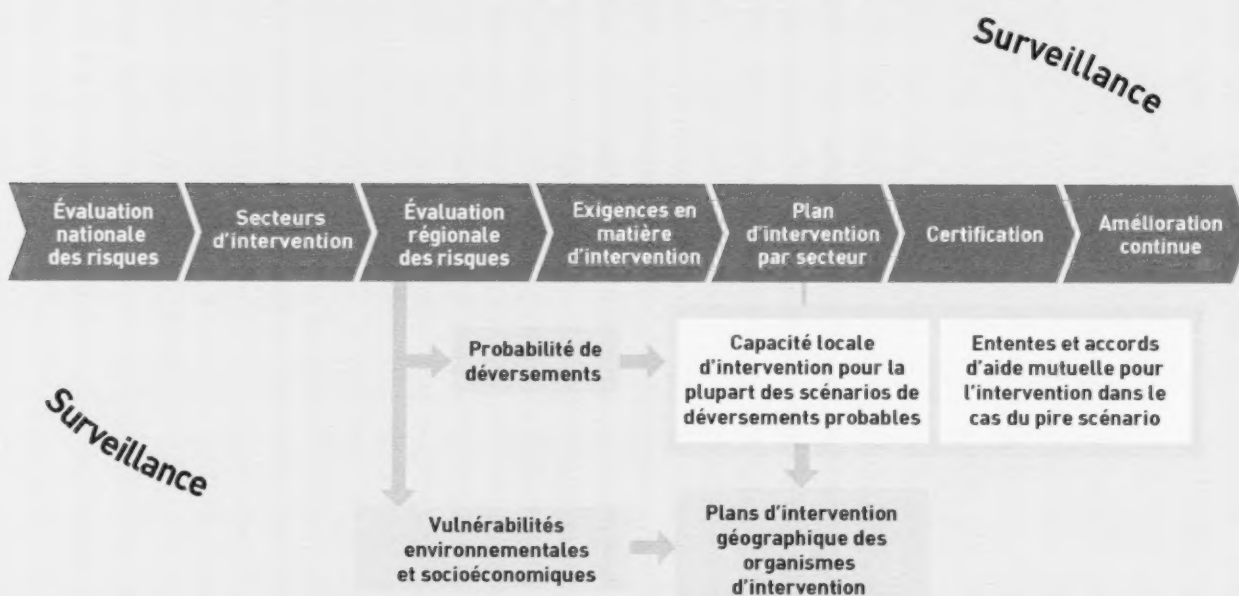 Surveillance
Évaluation
nationale
des risques
Secteurs
d'intervention
Évaluation
régionale
des risques
Exigences en
matière
d'intervention
Plan
d'intervention
par secteur
Certification
Amélioration
continue
Probabilité de
déversements
Capacité locale
d'intervention pour la
plupart des scénarios de
déversements probables
Ententes et accords
d'aide mutuelle pour
l'intervention dans le
cas du pire scénario
Surveillance
Vulnérabilités
environnementales
et socioéconomiques
Plans d'intervention
géographique des
organismes
d'intervention